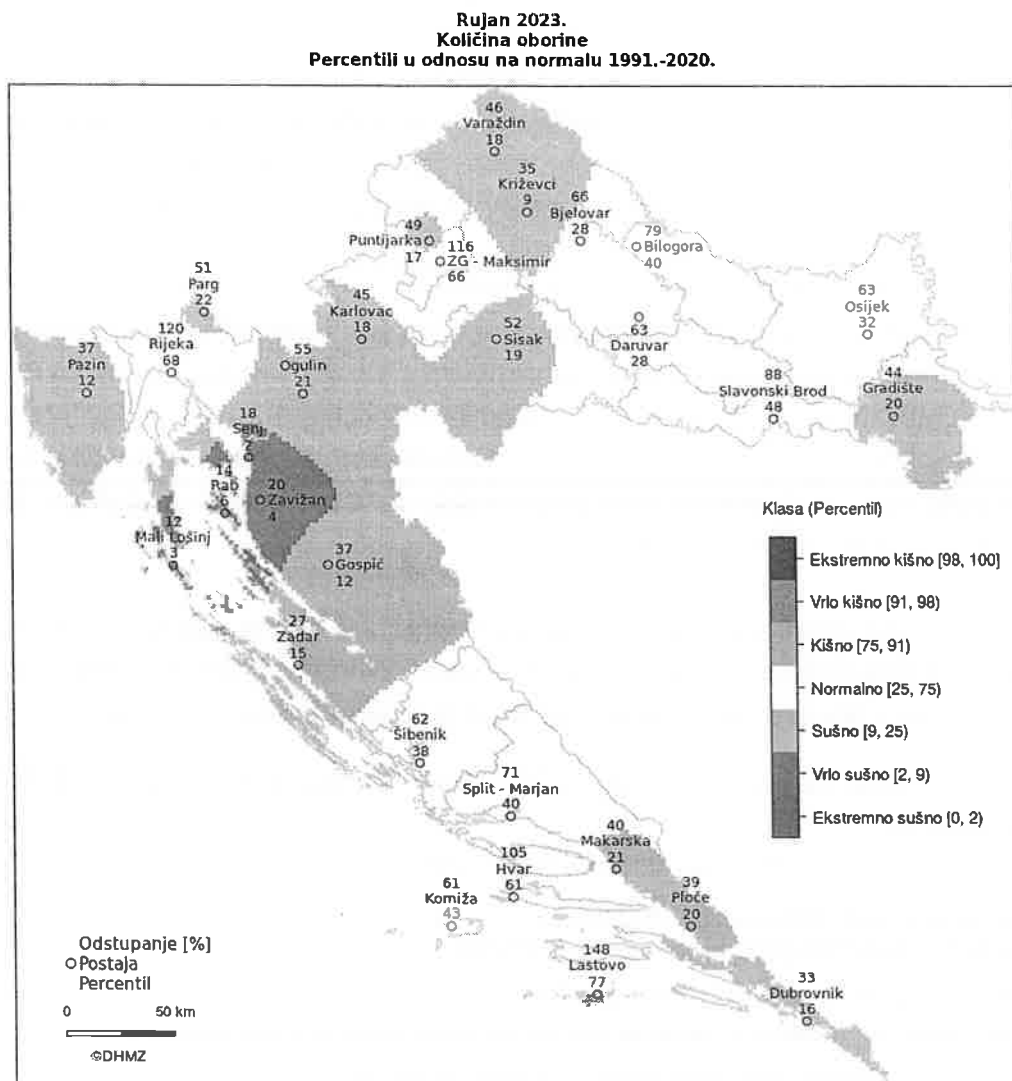 Rujan 2023.
Količina oborine
Percentili u odnosu na normalu 1991.-2020.
46
Varaždin
18
35
Križevci
9
66
Bjelovar
28
49
Puntijarka
17
116
ZG - Maksimir
66
79
Bilogora
40
51
Parg
22
45
Karlovac
18
63
Osijek
32
120
Rijeka
68
52
Sisak
19
63
Daruvar
28
37
Pazin
12
55
Ogulin
21
88
Slavonski Brod
48
44
Gradište
20
18
Senj
2
14
Rab
6
20
Zavižan
4
12
Mali Lošinj
3
37
Gospić
12
27
Zadar
15
62
Šibenik
38
71
Split - Marjan
40
40
Makarska
21
105
Hvar
61
61
Komiža
43
39
Ploče
20
148
Lastovo
77
33
Dubrovnik
16
Klasa (Percentil)
Ekstremno kišno [98, 100]
Vrlo kišno [91, 98)
Kišno [75, 91)
Normalno [25, 75)
Sušno [9, 25)
Vrlo sušno [2, 9)
Ekstremno sušno [0, 2)
Odstupanje [%]
Postaja
Percentil
0 50 km
©DHMZ